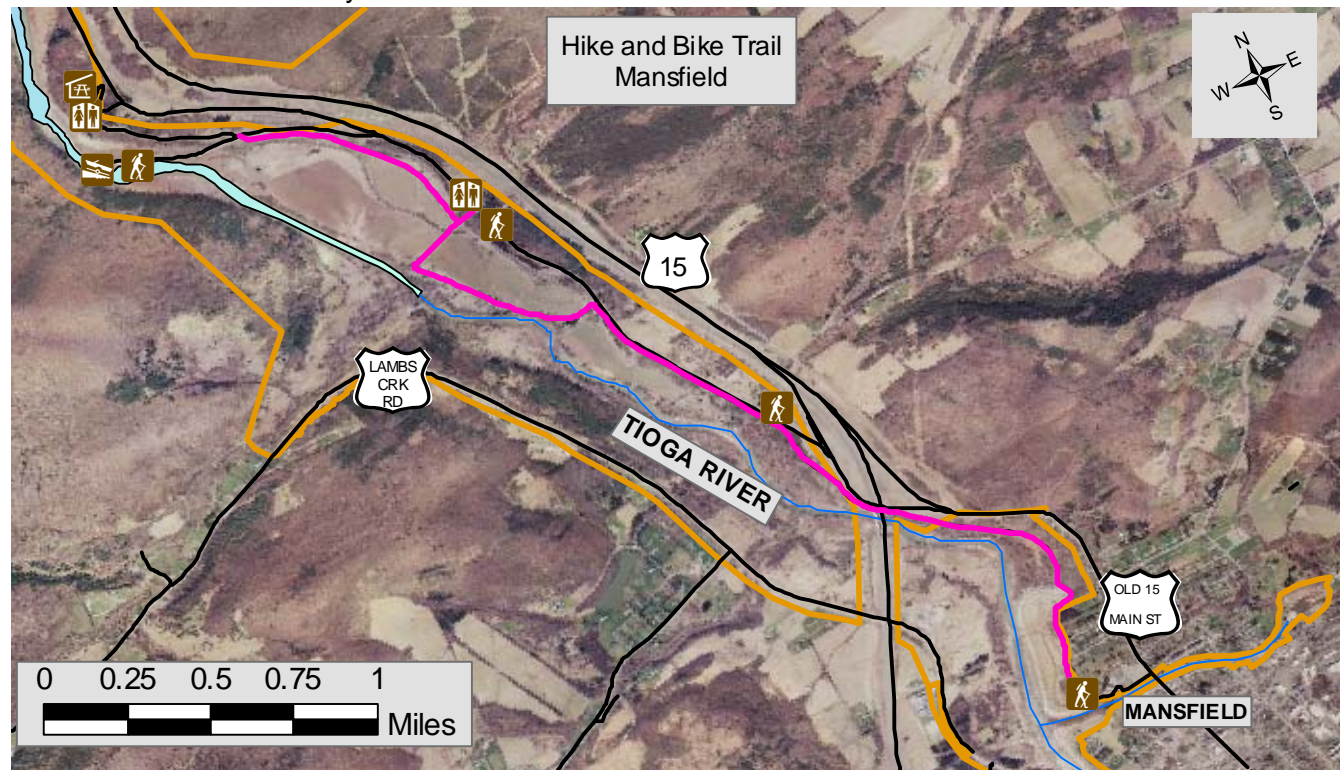 Hike and Bike Trail
Mansfield
N
E
W
S
15
LAMBS
CRK
RD
TIOGA RIVER
OLD 15
MAIN ST
MANSFIELD
0 0.25 0.5 0.75 1
Miles